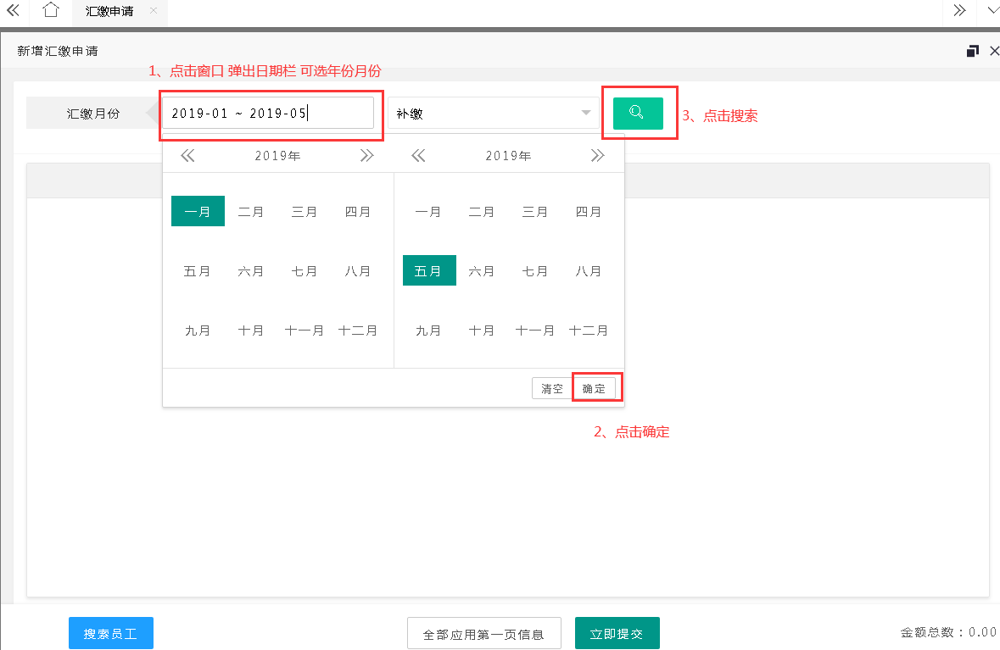 汇缴申请
新增汇缴申请
1、点击窗口 弹出日期栏 可选年份月份
汇缴月份
2019-01 ~ 2019-05
补缴
3、点击搜索
2019年
2019年
一月 二月 三月 四月
一月 二月 三月 四月
五月 六月 七月 八月
五月 六月 七月 八月
九月 十月 十一月 十二月
九月 十月 十一月 十二月
清空
确定
2、点击确定
搜索员工
全部应用第一页信息
立即提交
金额总数：0.00